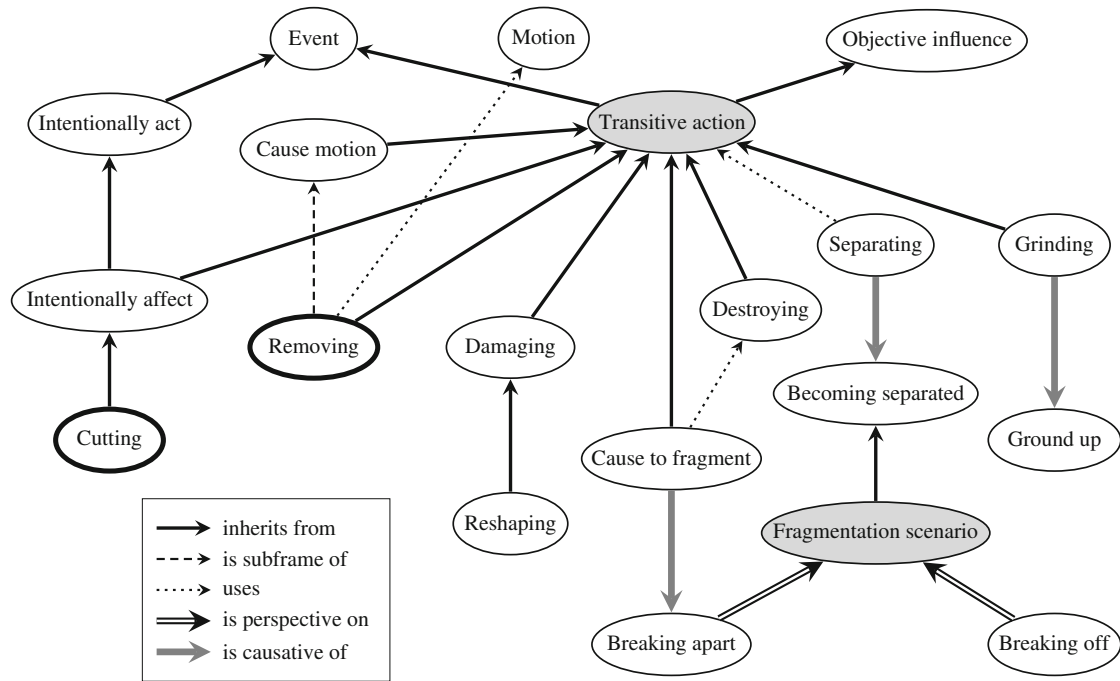 Event
Motion
Objective influence
Intentionally act
Cause motion
Transitive action
Separating
Grinding
Intentionally affect
Removing
Damaging
Destroying
Becoming separated
Cutting
Cause to fragment
Ground up
Reshaping
Fragmentation scenario
Breaking apart
Breaking off
inherits from
is subframe of
uses
is perspective on
is causative of